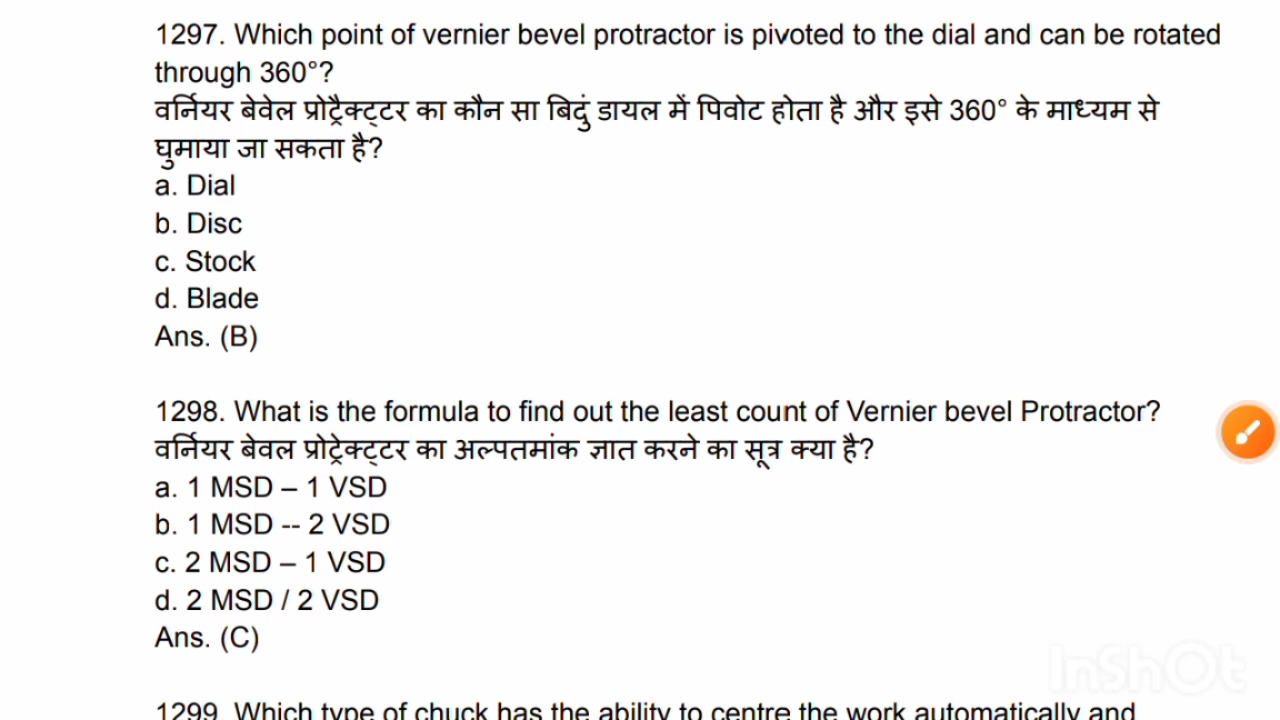 1297. Which point of vernier bevel protractor is pivoted to the dial and can be rotated
through 360°?
वर्नियर बेवेल प्रोट्रैक्ट्टर का कौन सा बिदुं डायल में पिवोट होता है और इसे 360° के माध्यम से
घुमाया जा सकता है?
a. Dial
b. Disc
c. Stock
d. Blade
Ans. (B)
1298. What is the formula to find out the least count of Vernier bevel Protractor?
वर्नियर बेवल प्रोट्रेक्ट्टर का अल्पतमांक ज्ञात करने का सूत्र क्या है?
a. 1 MSD – 1 VSD
b. 1 MSD -- 2 VSD
c. 2 MSD – 1 VSD
d. 2 MSD / 2 VSD
Ans. (C)
InShOt
1299. Which type of chuck has the ability to centre the work automatically and